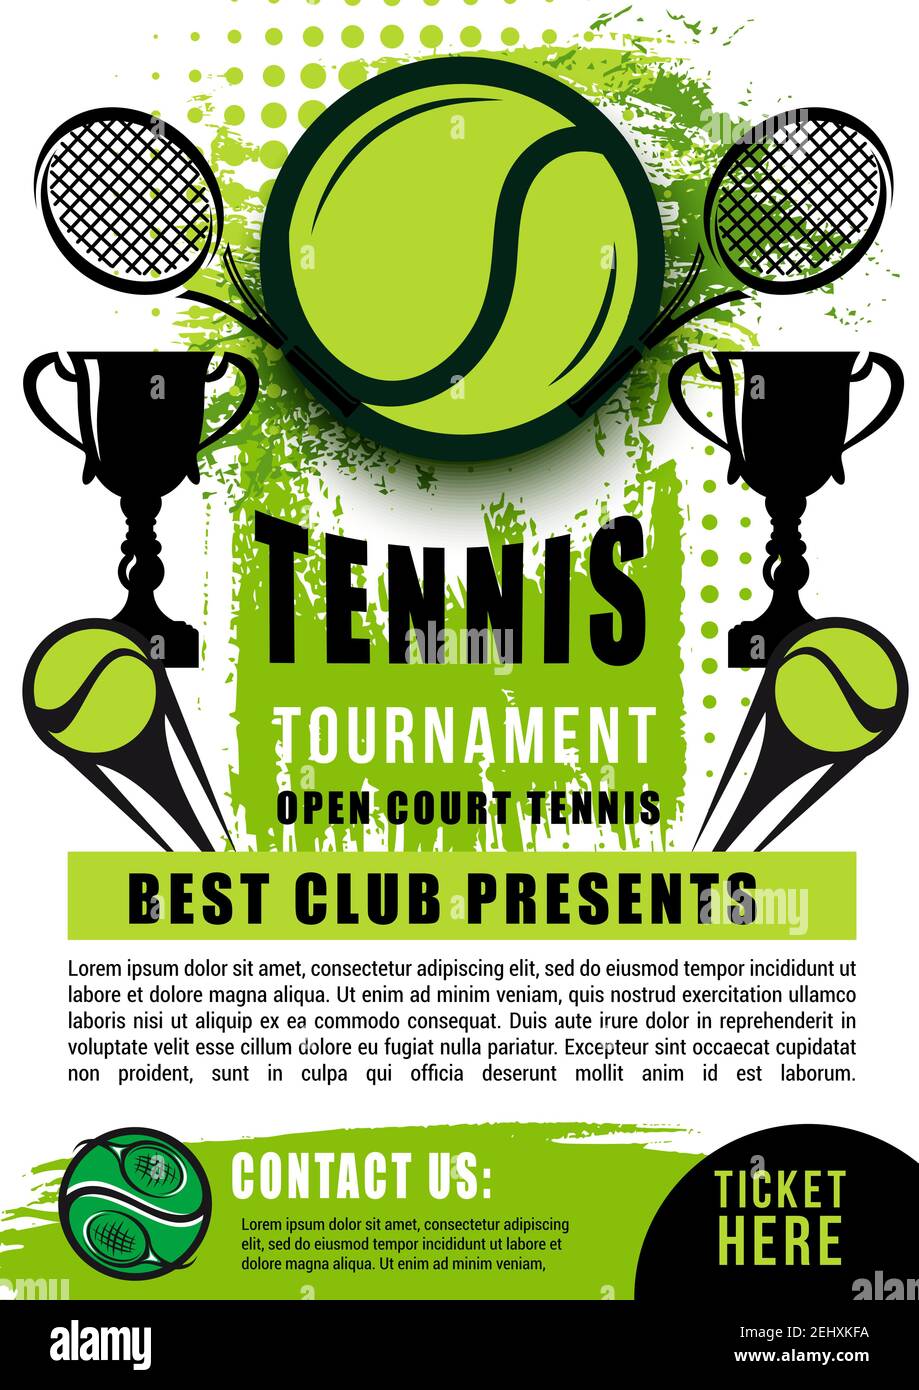 TENNIS
TOURNAMENT
OPEN COURT TENNIS
BEST CLUB PRESENTS
Lorem ipsum dolor sit amet, consectetur adipiscing elit, sed do eiusmod tempor incididunt ut
labore et dolore magna aliqua. Ut enim ad minim veniam, quis nostrud exercitation ullamco
laboris nisi ut aliquip ex ea commodo consequat. Duis aute irure dolor in reprehenderit in
voluptate velit esse cillum dolore eu fugiat nulla pariatur. Excepteur sint occaecat cupidatat
non proident, sunt in culpa qui officia deserunt mollit anim id est laborum.
CONTACT US:
Lorem ipsum dolor sit amet, consectetur adipiscing
elit, sed do eiusmod tempor incididunt ut labore et
dolore magna aliqua. Ut enim ad minim veniam,
TICKET
HERE
alamy
Image ID: 2EHXKFA
www.alamy.com